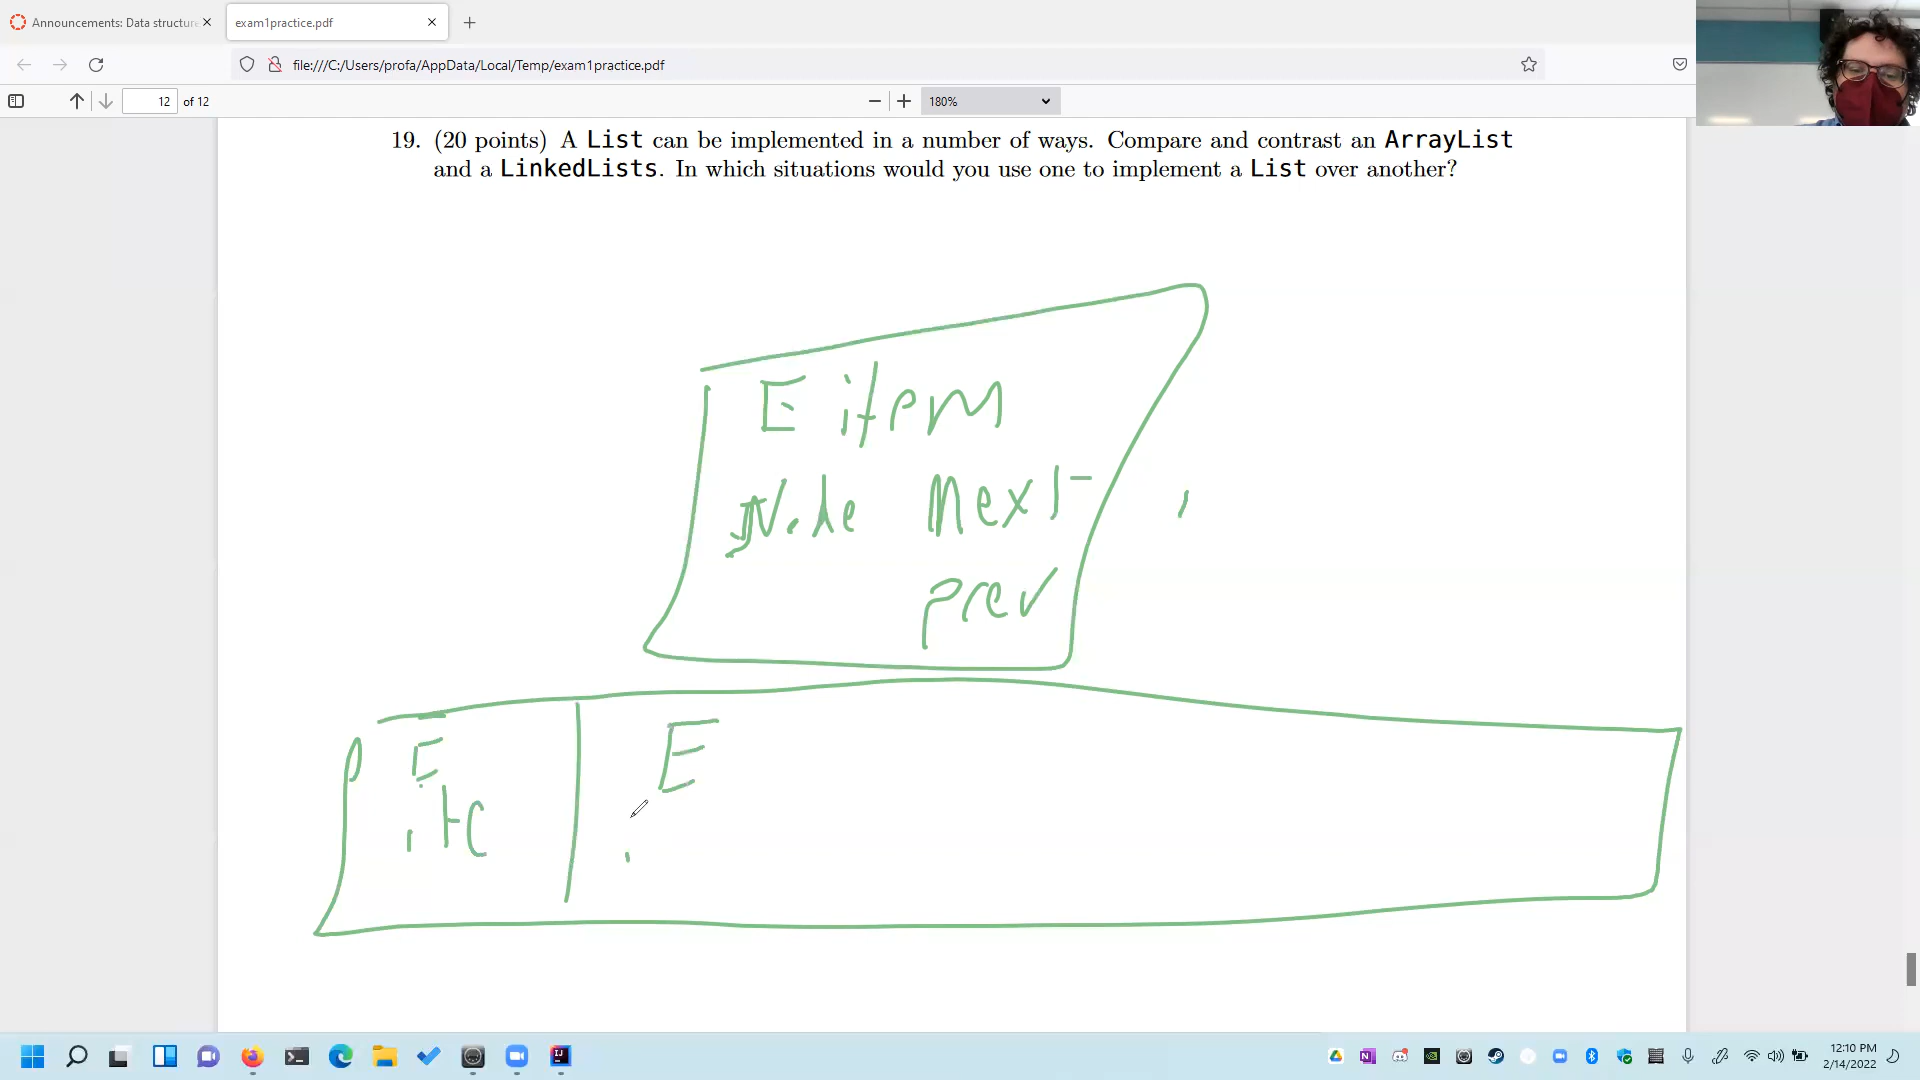 Announcements: Data structure
exam1practice.pdf
file:///C:/Users/profa/AppData/Local/Temp/exam1practice.pdf
12 of 12
180%
19. (20 points) A List can be implemented in a number of ways. Compare and contrast an ArrayList
and a LinkedLists. In which situations would you use one to implement a List over another?
E item
Node next
prev
E
E
12:10 PM
2/14/2022